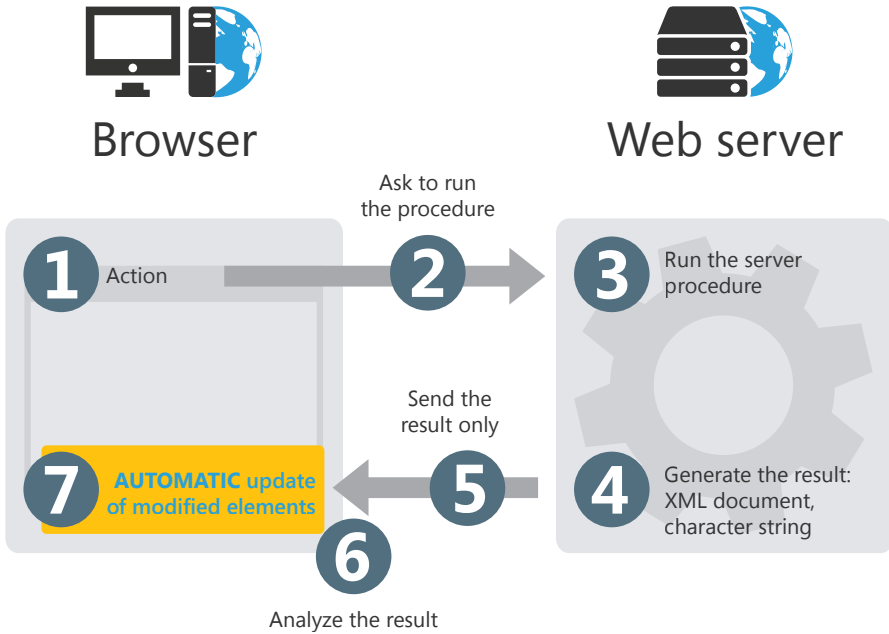 Browser
Web server
Ask to run
the procedure
1
Action
2
3
Run the server
procedure
Send the
result only
7
AUTOMATIC update
of modified elements
5
4
Generate the result:
XML document,
character string
6
Analyze the result